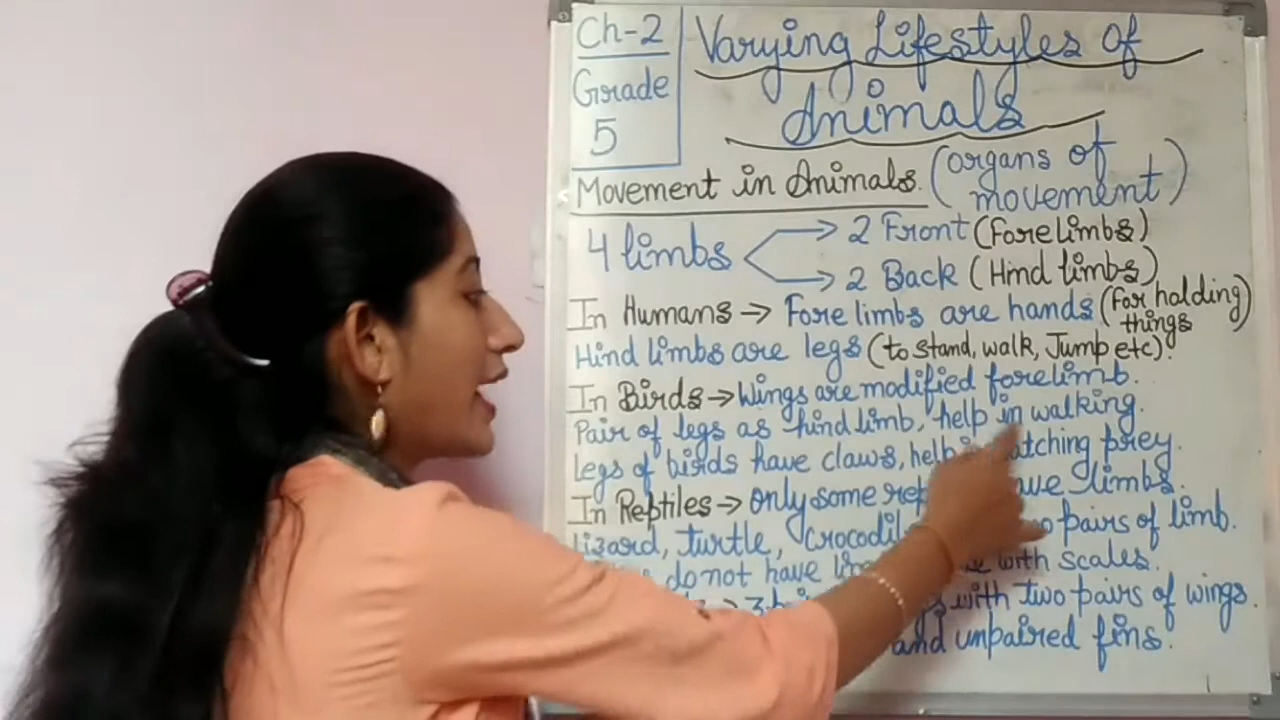 Ch-2
Grade
5
Varying Lifestyles of
Animals
Movement in Animals. (organs of
movement)
4 limbs → 2 Front (Forelimbs)
→ 2 Back (Hind limbs)
In Humans → Fore limbs are hands (for holding
things)
Hind limbs are legs (to stand, walk, Jump etc).
In Birds → Wings are modified forelimb.
Pair of legs as hind limb, help in walking.
Legs of birds have claws, help catching prey.
In Reptiles → only some limbs.
Lizard, turtle, pairs of limb.
do not have with scales.
with two pairs of wings.
and unpaired fins.